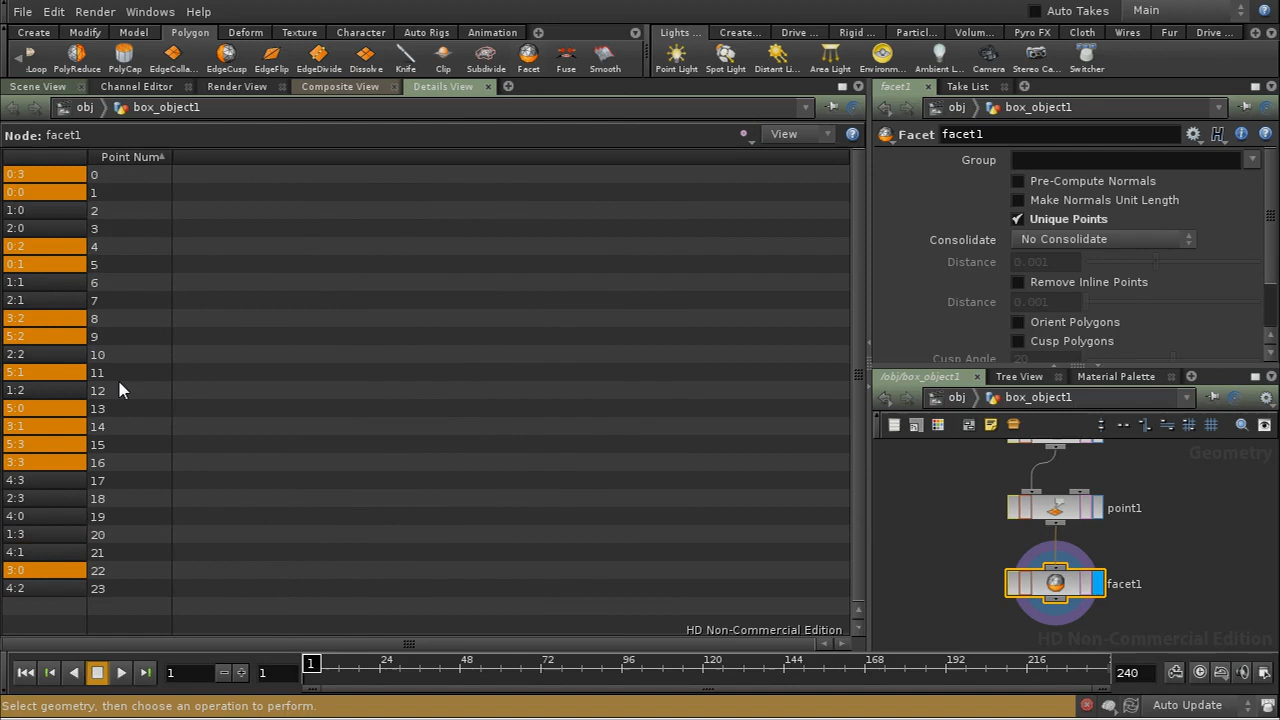 File Edit Render Windows Help Auto Takes Main
Create Modify Model Polygon Deform Texture Character Auto Rigs Animation Lights ... Create... Drive ... Rigid ... Particl... Volum... Pyro FX Cloth Wires Fur Drive ...
:Loop PolyReduce PolyCap EdgeColla... EdgeCusp EdgeFlip EdgeDivide Dissolve Knife Clip Subdivide Facet Fuse Smooth Point Light Spot Light Distant Li... Area Light Environm... Ambient L... Camera Stereo Ca... Switcher
Scene View Channel Editor Render View Composite View Details View facet1 Take List
obj box_object1 obj box_object1
Node: facet1 View Facet facet1
Point Num
0:3 0
0:0 1
1:0 2
2:0 3
0:2 4
0:1 5
1:1 6
2:1 7
3:2 8
5:2 9
2:2 10
5:1 11
1:2 12
5:0 13
3:1 14
5:3 15
3:3 16
4:3 17
2:3 18
4:0 19
1:3 20
4:1 21
3:0 22
4:2 23
HD Non-Commercial Edition
Group
Pre-Compute Normals
Make Normals Unit Length
Unique Points
Consolidate No Consolidate
Distance 0.001
Remove Inline Points
Distance 0.001
Orient Polygons
Cusp Polygons
Cusp Angle 20
/obj/box_object1 Tree View Material Palette
obj box_object1
Geometry
point1
facet1
HD Non-Commercial Edition
1 1 1 24 48 72 96 120 144 168 192 216 240
Select geometry, then choose an operation to perform. Auto Update